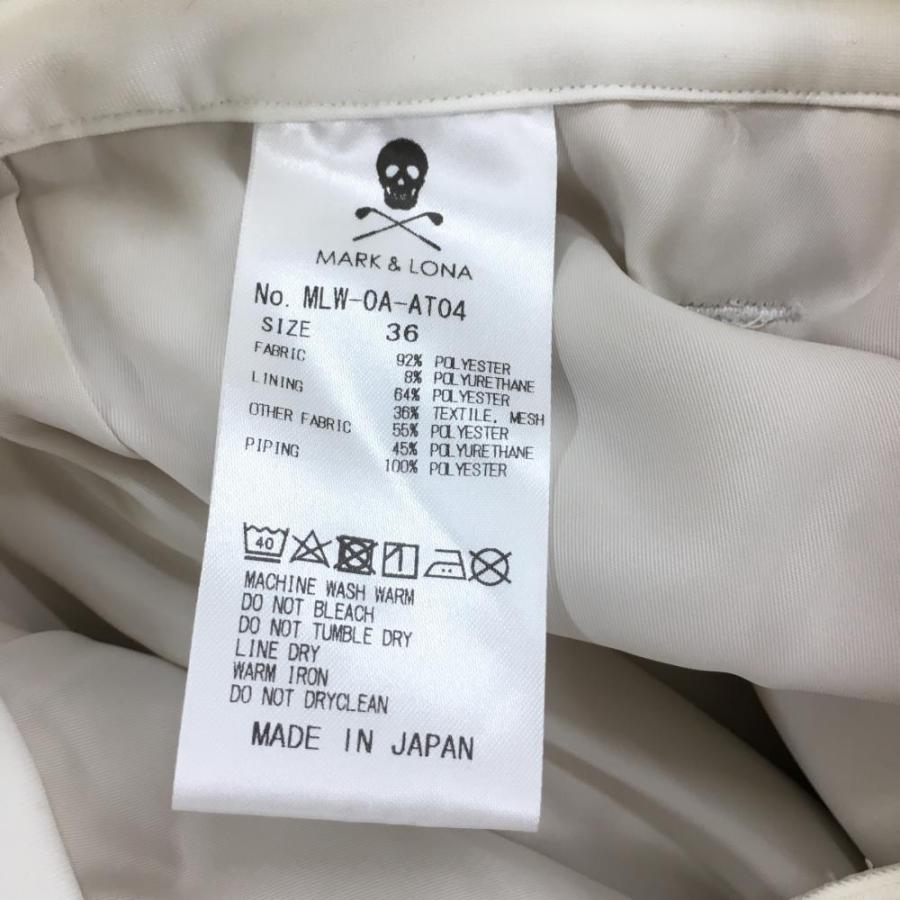 MARK & LONA
No. MLW-0A-AT04
SIZE 36
FABRIC 92% POLYESTER
8% POLYURETHANE
LINING 64% POLYESTER
36% TEXTILE, MESH
OTHER FABRIC 55% POLYESTER
45% POLYURETHANE
PIPING 100% POLYESTER
40
MACHINE WASH WARM
DO NOT BLEACH
DO NOT TUMBLE DRY
LINE DRY
WARM IRON
DO NOT DRYCLEAN
MADE IN JAPAN